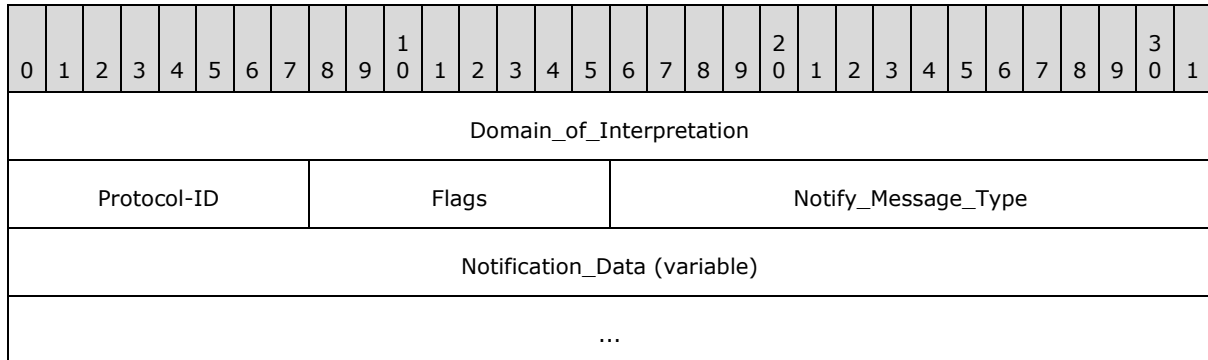 1 2 3
0 1 2 3 4 5 6 7 8 9 0 1 2 3 4 5 6 7 8 9 0 1 2 3 4 5 6 7 8 9 0 1
Domain_of_Interpretation
Protocol-ID Flags Notify_Message_Type
Notification_Data (variable)
...